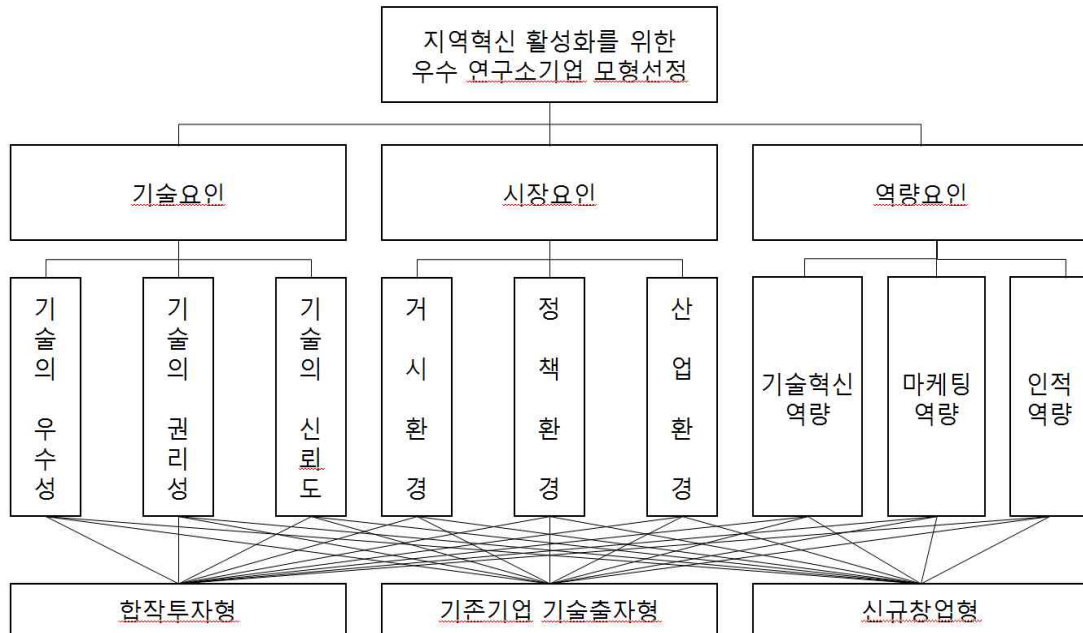 지역혁신 활성화를 위한
우수 연구소기업 모형선정
기술요인
시장요인
역량요인
기술의 우수성
기술의 권리성
기술의 신뢰도
거시환경
정책환경
산업환경
기술혁신
역량
마케팅
역량
인적
역량
합작투자형
기존기업 기술출자형
신규창업형